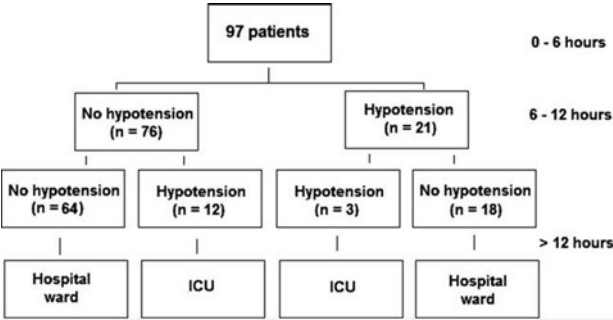 97 patients
0 - 6 hours
No hypotension
(n = 76)
Hypotension
(n = 21)
6 - 12 hours
No hypotension
(n = 64)
Hypotension
(n = 12)
Hypotension
(n = 3)
No hypotension
(n = 18)
> 12 hours
Hospital
ward
ICU
ICU
Hospital
ward